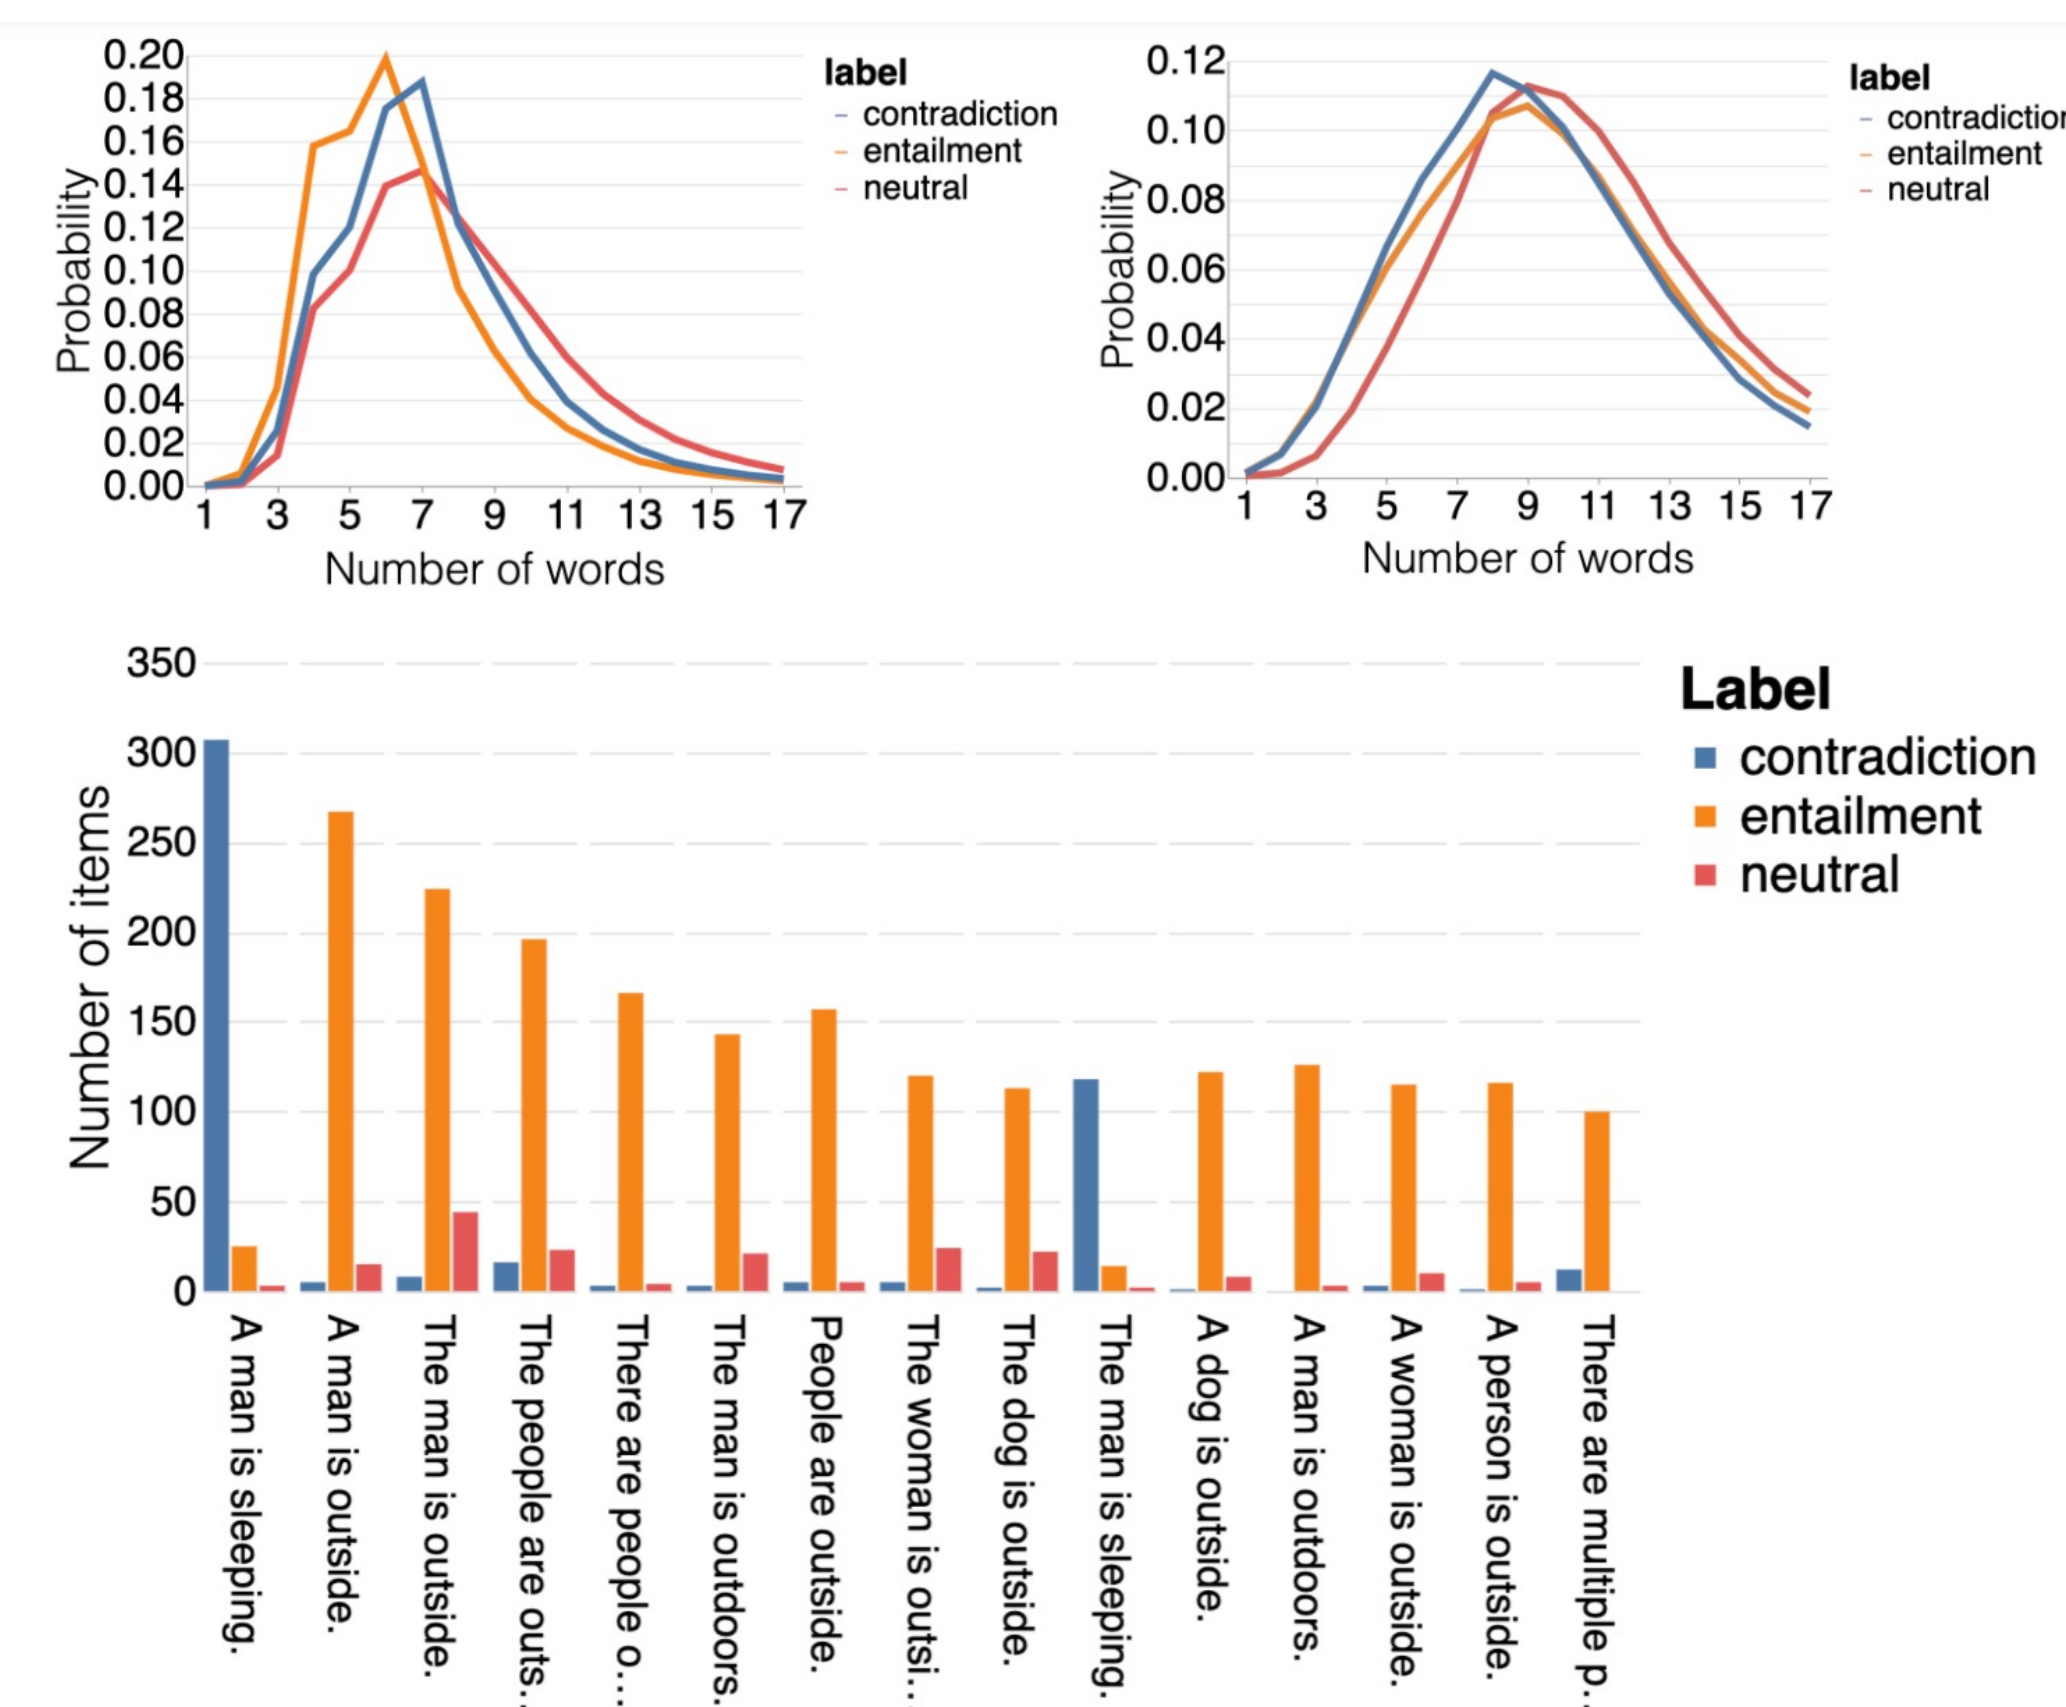 0.20
0.18
0.16
0.14
0.12
0.10
0.08
0.06
0.04
0.02
0.00
Probability
1 3 5 7 9 11 13 15 17
Number of words
label
contradiction
entailment
neutral
0.12
0.10
0.08
0.06
0.04
0.02
0.00
Probability
1 3 5 7 9 11 13 15 17
Number of words
label
contradiction
entailment
neutral
350
300
250
200
150
100
50
0
Number of items
Label
contradiction
entailment
neutral
A man is sleeping.
A man is outside.
The man is outside.
The people are outs...
There are people o...
The man is outdoors.
People are outside.
The woman is outsi...
The dog is outside.
The man is sleeping.
A dog is outside.
A man is outdoors.
A woman is outside.
A person is outside.
There are multiple p...